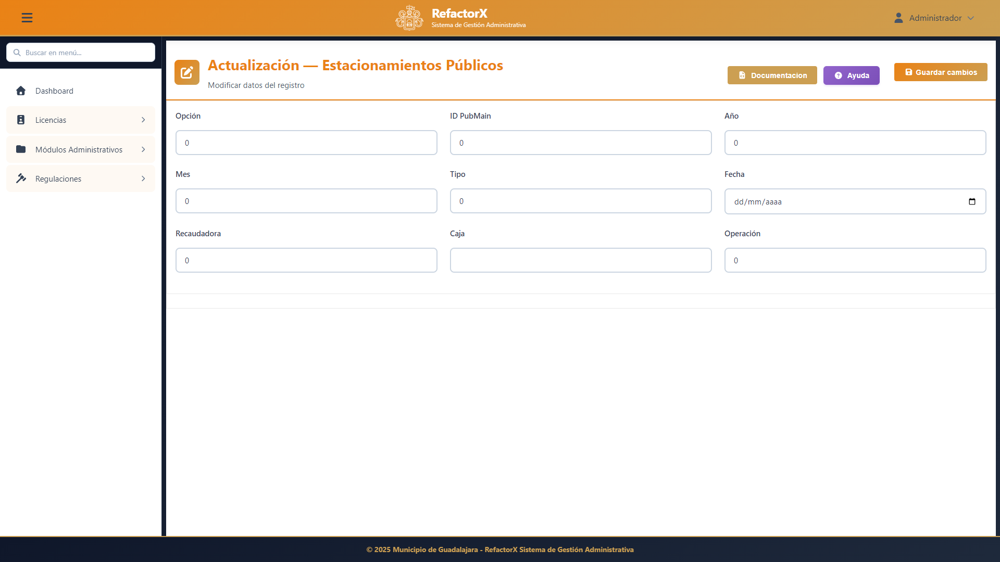 RefactorX
Sistema de Gestión Administrativa
Administrador
Buscar en menú...
Dashboard
Licencias
Módulos Administrativos
Regulaciones
Actualización — Estacionamientos Públicos
Modificar datos del registro
Documentacion
Ayuda
Guardar cambios
Opción
ID PubMain
Año
0
0
0
Mes
Tipo
Fecha
0
0
dd/mm/aaaa
Recaudadora
Caja
Operación
0
0
© 2025 Municipio de Guadalajara - RefactorX Sistema de Gestión Administrativa